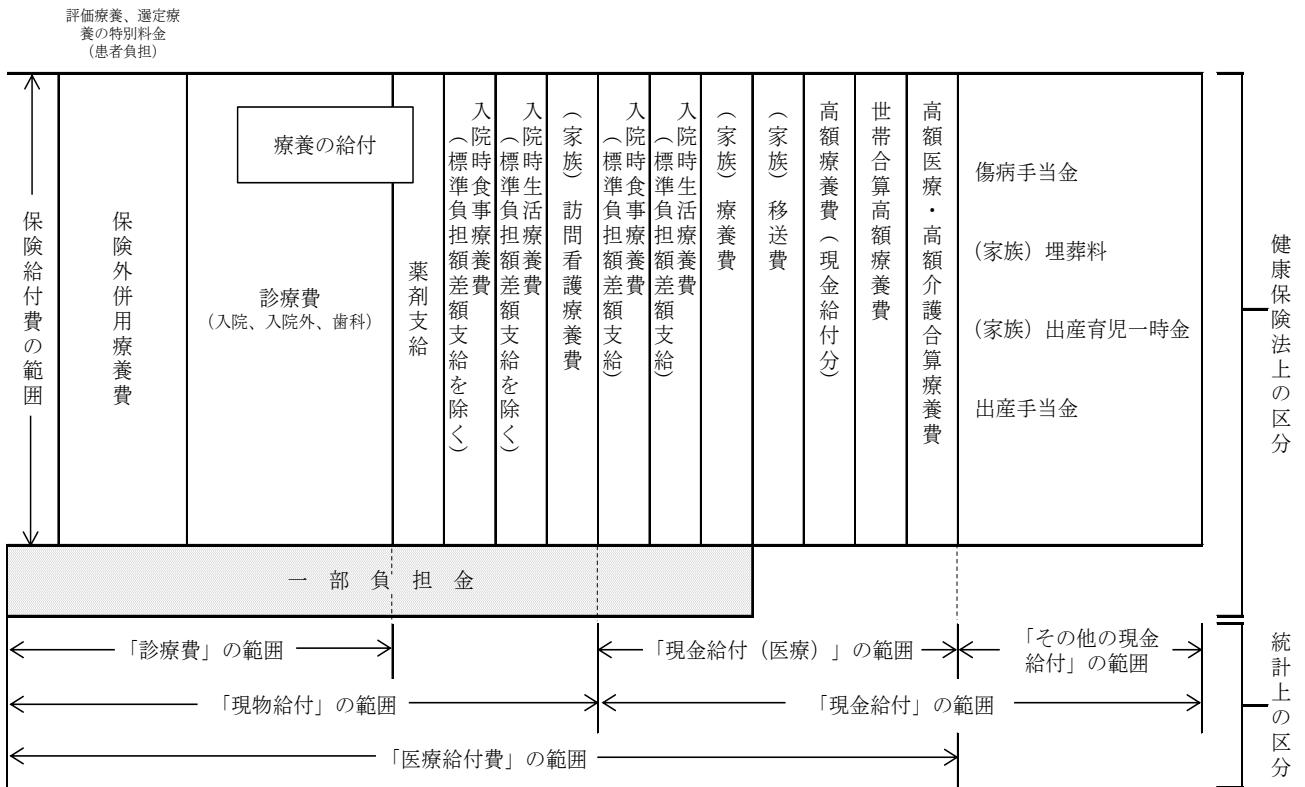 評価療養、選定療
養の特別料金
（患者負担）
保険給付費の範囲
保険外併用療養費
療養の給付
診療費
（入院、入院外、歯科）
薬剤支給
入院時食事療養費
（標準負担額差額支給を除く）
入院時生活療養費
（標準負担額差額支給を除く）
（家族）訪問看護療養費
入院時食事療養費
（標準負担額差額支給）
入院時生活療養費
（標準負担額差額支給）
（家族）療養費
（家族）移送費
高額療養費（現金給付分）
世帯合算高額療養費
高額医療・高額介護合算療養費
傷病手当金
（家族）埋葬料
（家族）出産育児一時金
出産手当金
健康保険法上の区分
一部負担金
「診療費」の範囲
「現金給付（医療）」の範囲
「その他の現金
給付」の範囲
「現物給付」の範囲
「現金給付」の範囲
「医療給付費」の範囲
統計上の区分